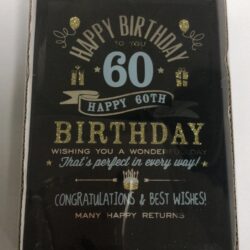 HAPPY BIRTHDAY
TO YOU
60
HAPPY 60TH
BIRTHDAY
WISHING YOU A WONDERFUL DAY
That's perfect in every way!
CONGRATULATIONS & BEST WISHES!
MANY HAPPY RETURNS